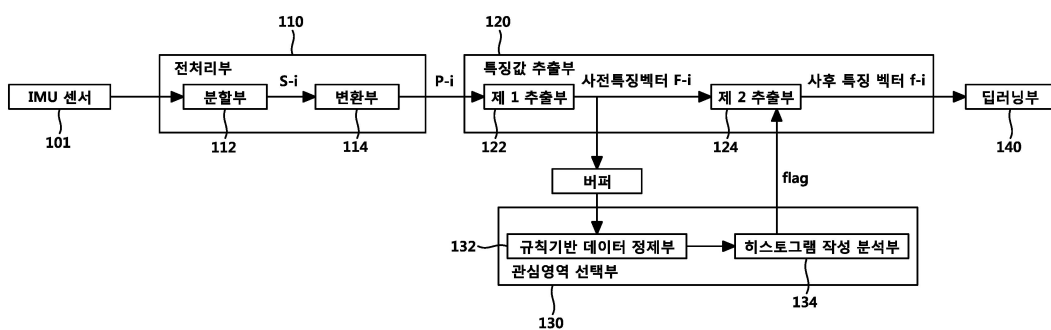 110
120
전처리부
특징값 추출부
IMU 센서
분할부
S-i
변환부
P-i
제 1 추출부
사전특징벡터 F-i
제 2 추출부
사후 특징 벡터 f-i
딥러닝부
101
112
114
122
124
140
버퍼
flag
132
규칙기반 데이터 정제부
히스토그램 작성 분석부
관심영역 선택부
130
134